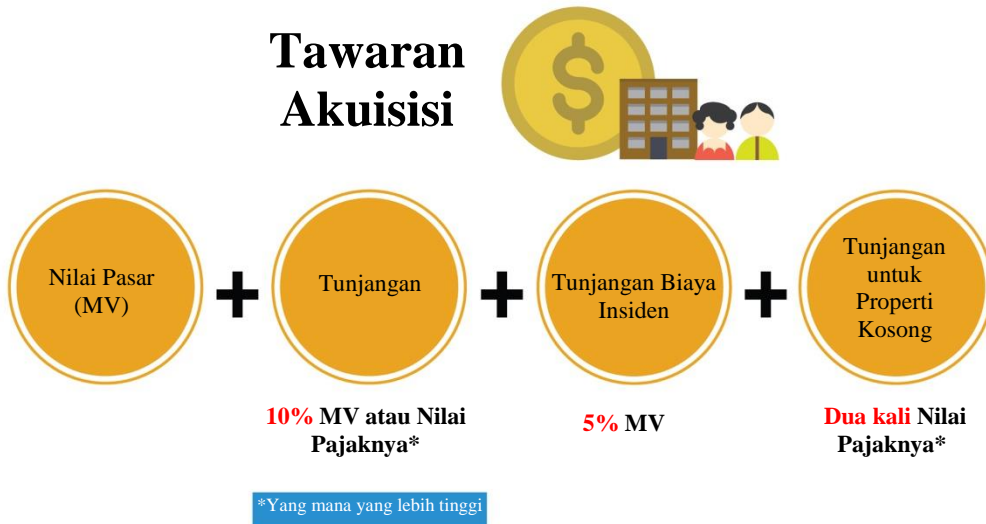 Tawaran
Akuisisi
$
Nilai Pasar
(MV)
+
Tunjangan
+
Tunjangan Biaya
Insiden
+
Tunjangan
untuk
Properti
Kosong
10% MV atau Nilai
Pajaknya*
5% MV
Dua kali Nilai
Pajaknya*
*Yang mana yang lebih tinggi